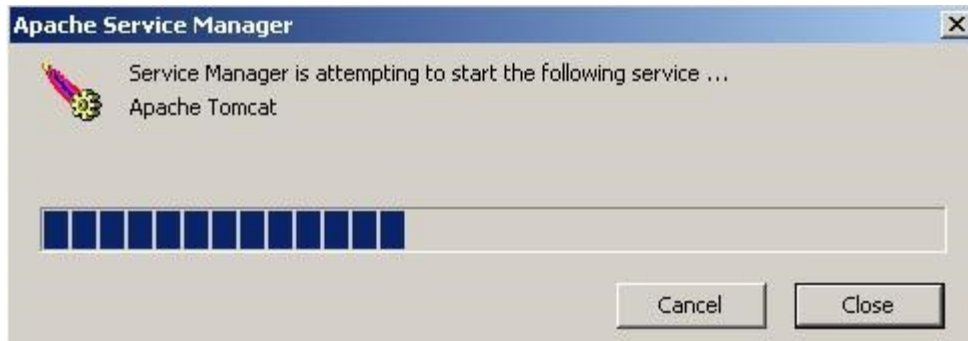 Apache Service Manager
Service Manager is attempting to start the following service ...
Apache Tomcat
Cancel
Close